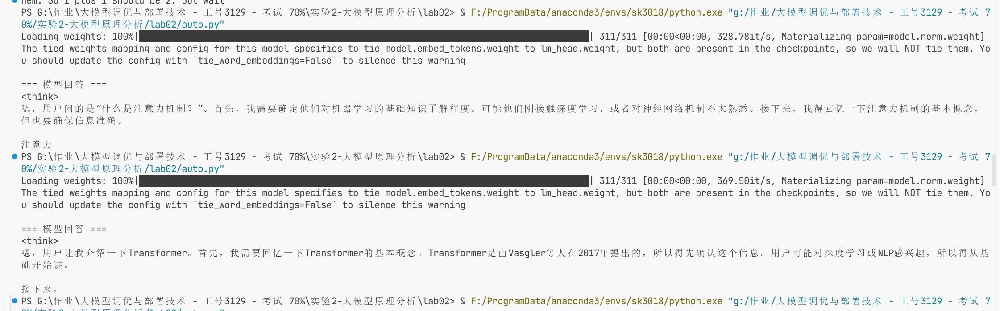 nem. So 1 plus 1 should be 2. But wait
PS G:\作业\大模型调优与部署技术 - 工号3129 - 考试 70%\实验2-大模型原理分析\lab02> & F:/ProgramData/anaconda3/envs/sk3018/python.exe "g:/作业/大模型调优与部署技术 - 工号3129 - 考试 7
0%/实验2-大模型原理分析/lab02/auto.py"
Loading weights: 100%|██████████| 311/311 [00:00<00:00, 328.78it/s, Materializing param=model.norm.weight]
The tied weights mapping and config for this model specifies to tie model.embed_tokens.weight to lm_head.weight, but both are present in the checkpoints, so we will NOT tie them. Yo
u should update the config with `tie_word_embeddings=False` to silence this warning
=== 模型回答 ===
<think>
嗯，用户问的是“什么是注意力机制？”。首先，我需要确定他们对机器学习的基础知识了解程度。可能他们刚接触深度学习，或者对神经网络机制不太熟悉。接下来，我得回忆一下注意力机制的基本概念，
但也要确保信息准确。
注意力
PS G:\作业\大模型调优与部署技术 - 工号3129 - 考试 70%\实验2-大模型原理分析\lab02> & F:/ProgramData/anaconda3/envs/sk3018/python.exe "g:/作业/大模型调优与部署技术 - 工号3129 - 考试 7
0%/实验2-大模型原理分析/lab02/auto.py"
Loading weights: 100%|██████████| 311/311 [00:00<00:00, 369.50it/s, Materializing param=model.norm.weight]
The tied weights mapping and config for this model specifies to tie model.embed_tokens.weight to lm_head.weight, but both are present in the checkpoints, so we will NOT tie them. Yo
u should update the config with `tie_word_embeddings=False` to silence this warning
=== 模型回答 ===
<think>
嗯，用户让我介绍一下Transformer。首先，我需要回忆一下Transformer的基本概念。Transformer是由Vasgler等人在2017年提出的，所以得先确认这个信息。用户可能对深度学习或NLP感兴趣，所以得从基
础开始讲。
接下来，
PS G:\作业\大模型调优与部署技术 - 工号3129 - 考试 70%\实验2-大模型原理分析\lab02> & F:/ProgramData/anaconda3/envs/sk3018/python.exe "g:/作业/大模型调优与部署技术 - 工号3129 - 考试 7